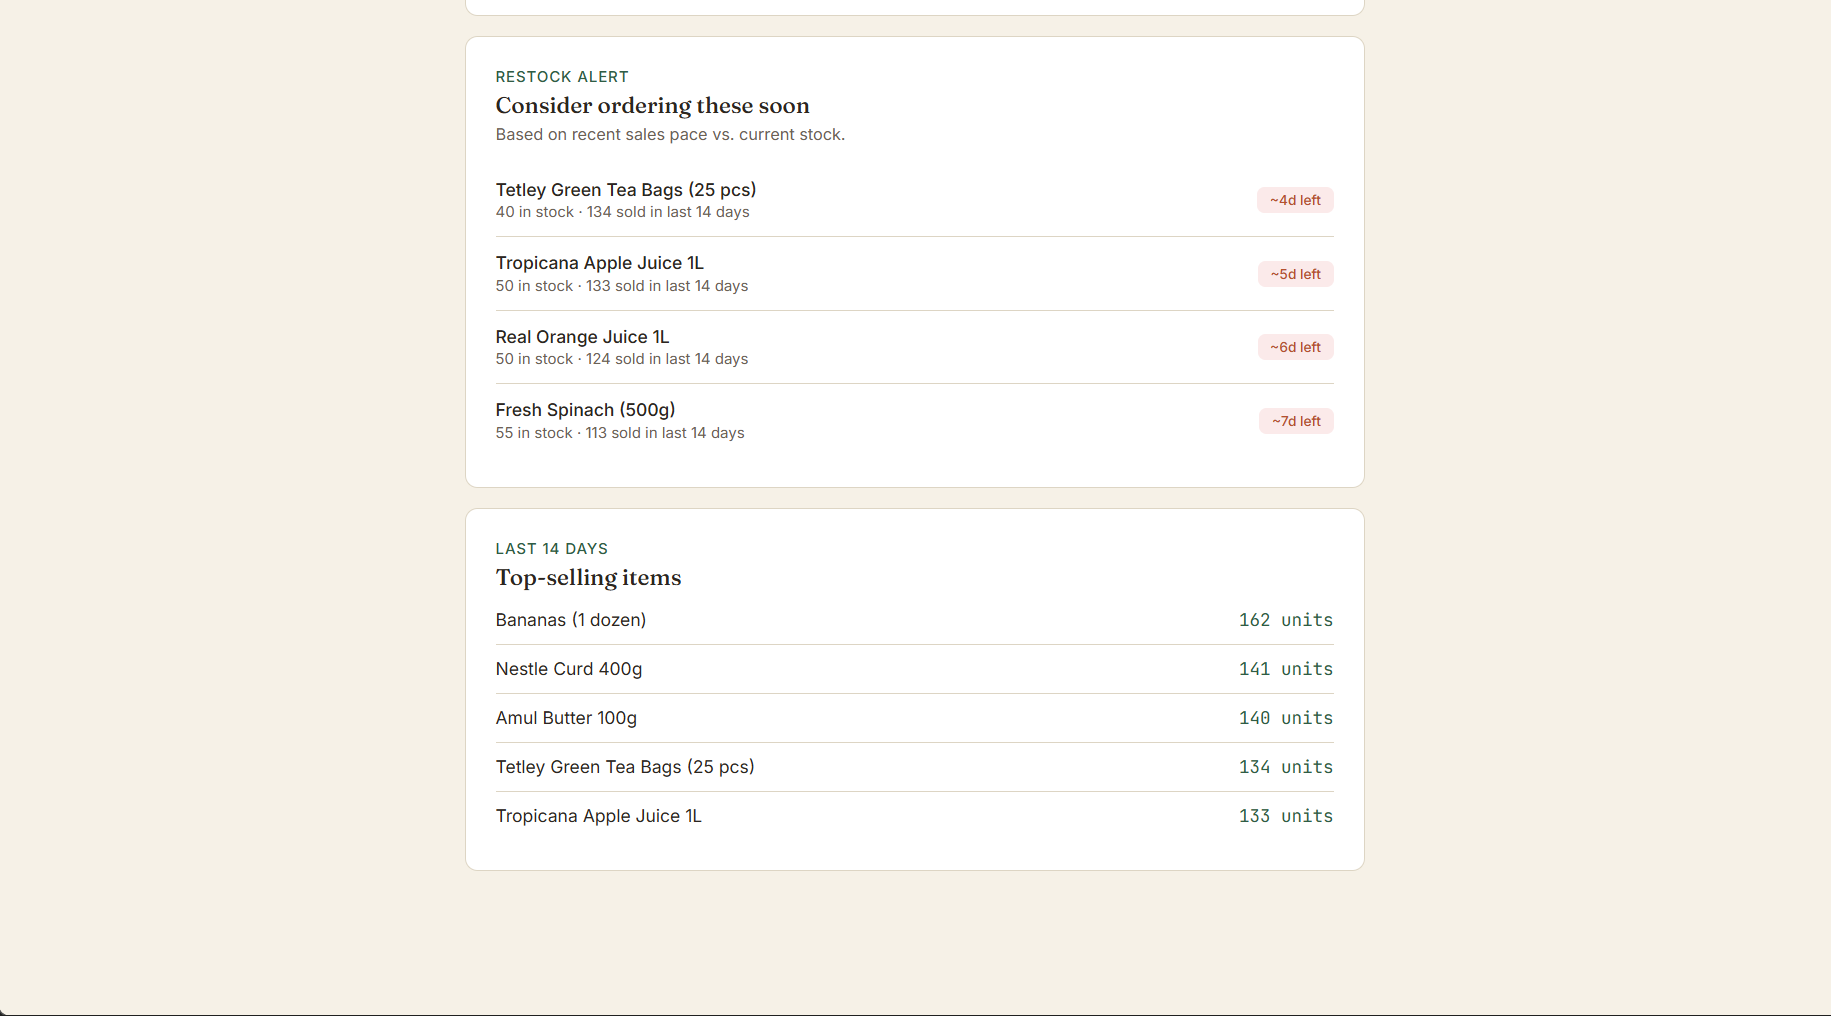 RESTOCK ALERT
Consider ordering these soon
Based on recent sales pace vs. current stock.
Tetley Green Tea Bags (25 pcs)
40 in stock · 134 sold in last 14 days
~4d left
Tropicana Apple Juice 1L
50 in stock · 133 sold in last 14 days
~5d left
Real Orange Juice 1L
50 in stock · 124 sold in last 14 days
~6d left
Fresh Spinach (500g)
55 in stock · 113 sold in last 14 days
~7d left
LAST 14 DAYS
Top-selling items
Bananas (1 dozen) 162 units
Nestle Curd 400g 141 units
Amul Butter 100g 140 units
Tetley Green Tea Bags (25 pcs) 134 units
Tropicana Apple Juice 1L 133 units